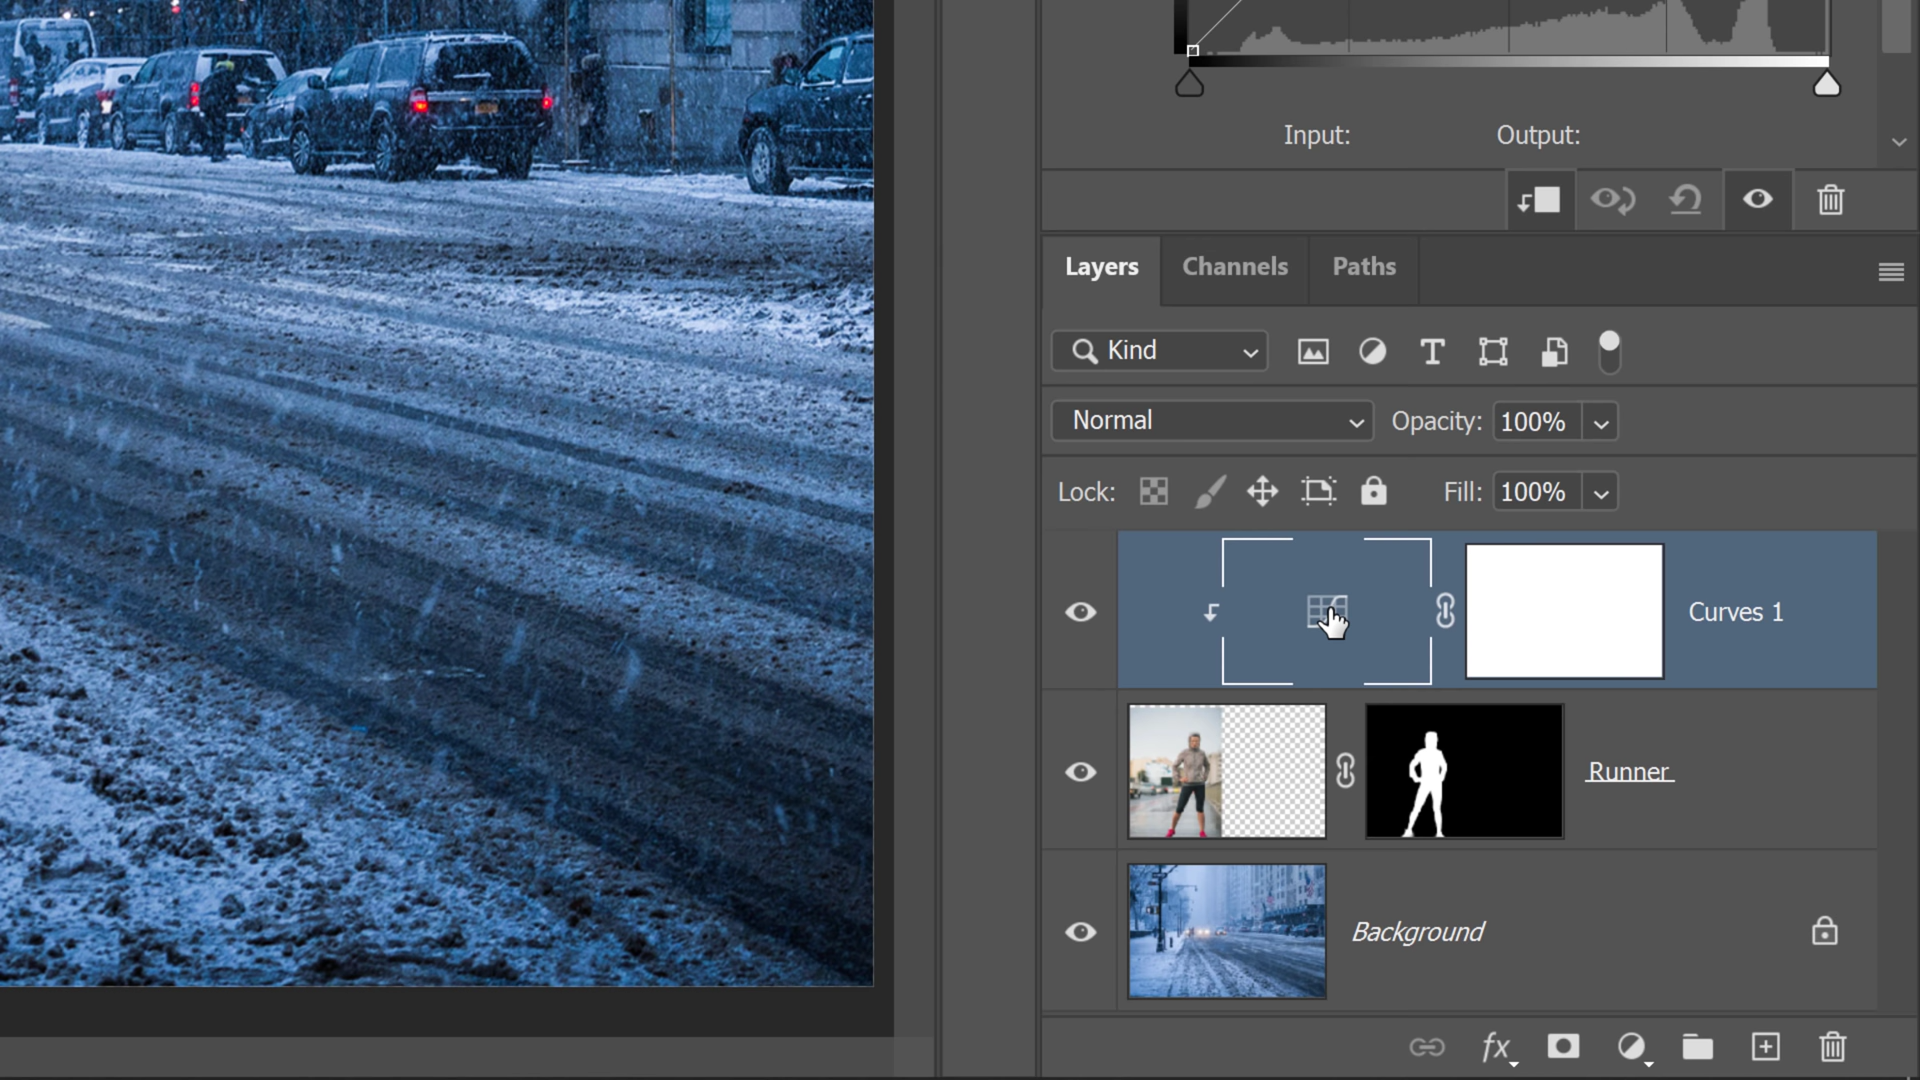 Input: Output:
Layers Channels Paths
Kind
Normal Opacity: 100%
Lock: Fill: 100%
Curves 1
Runner
Background
fx